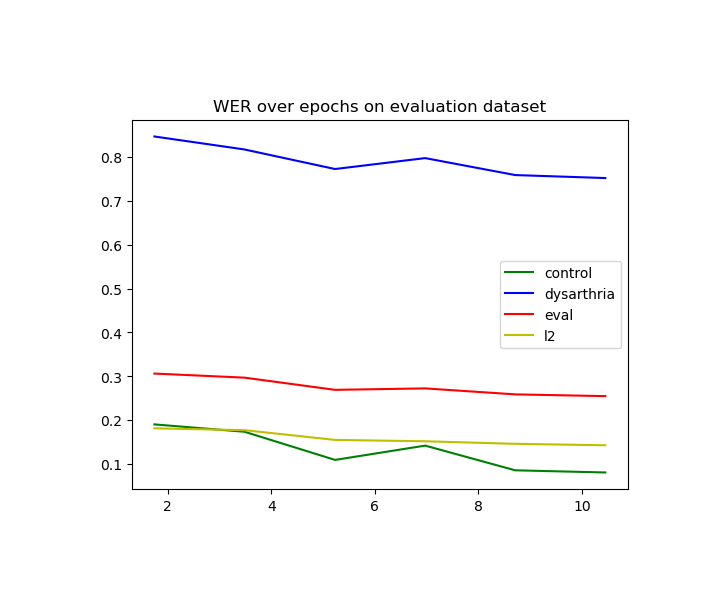 WER over epochs on evaluation dataset
0.8
0.7
0.6
0.5
0.4
0.3
0.2
0.1
control
dysarthria
eval
l2
2 4 6 8 10